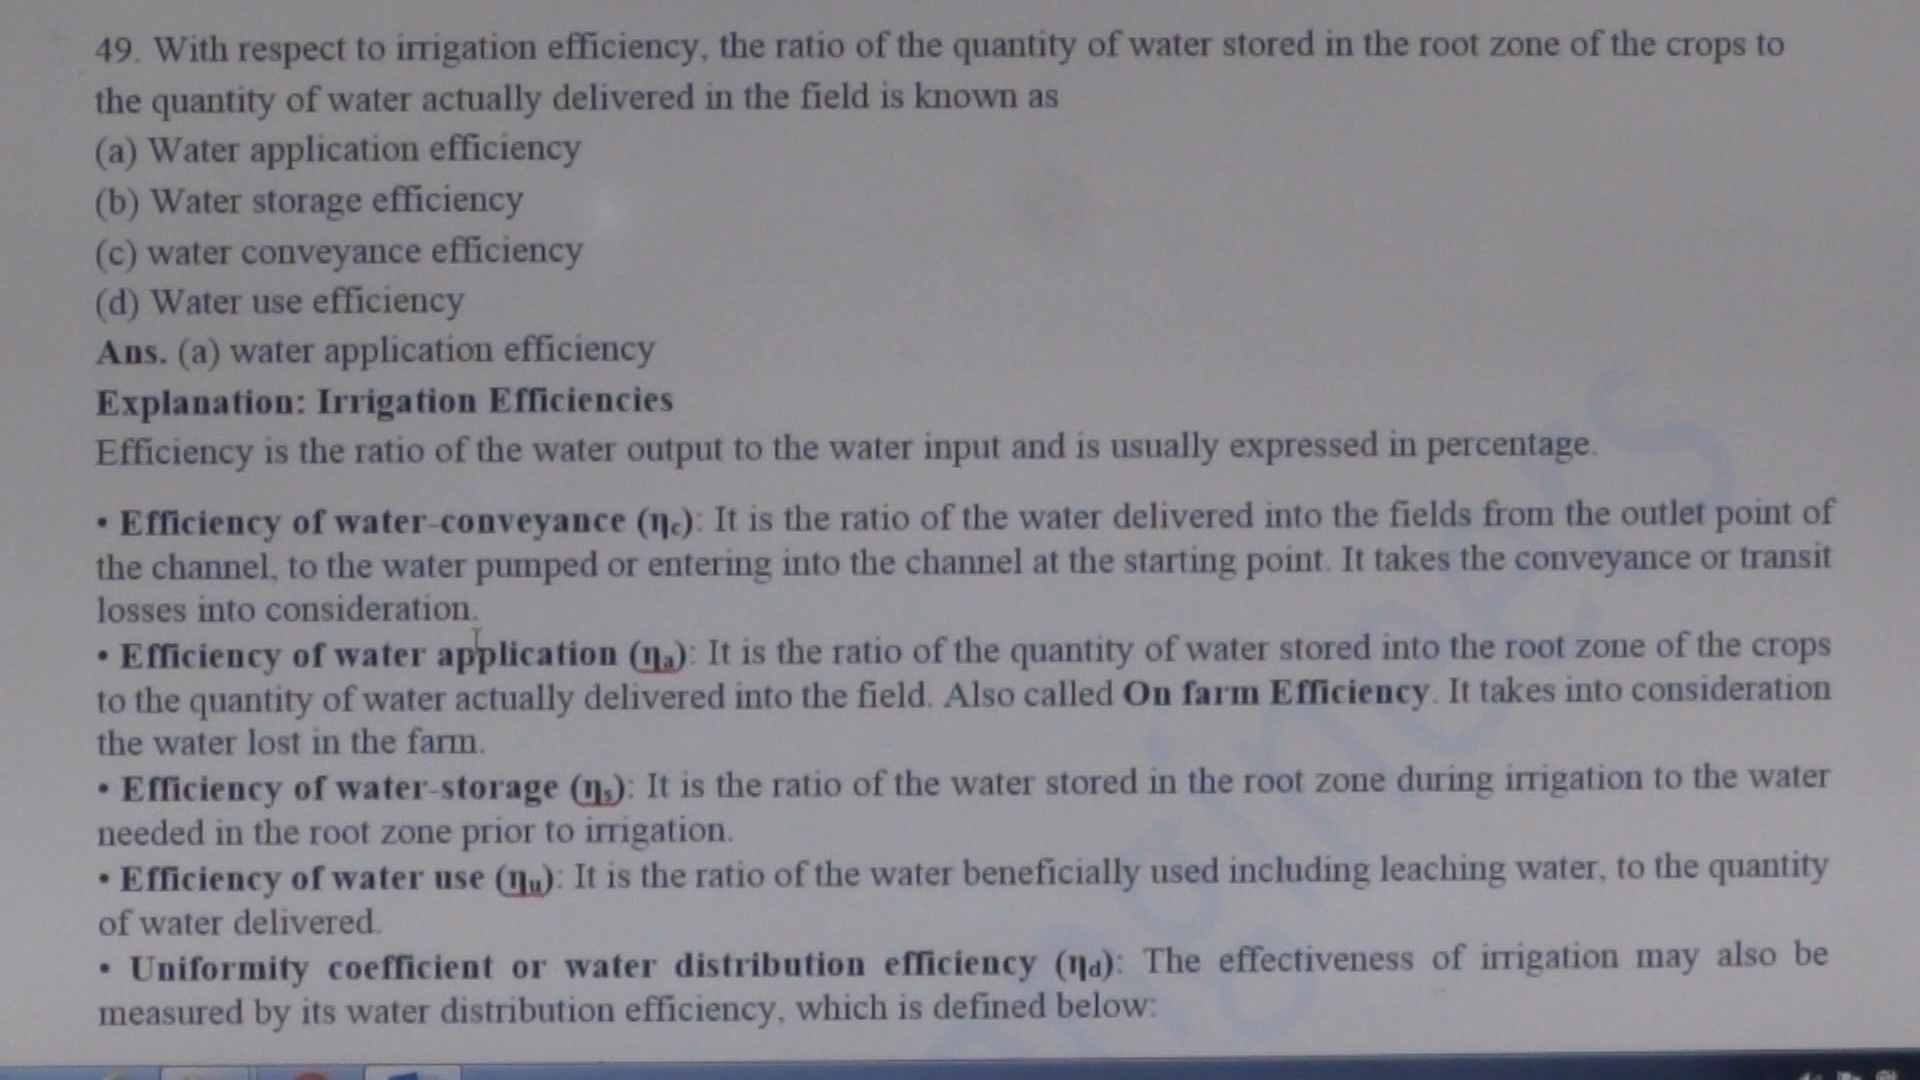 49. With respect to irrigation efficiency, the ratio of the quantity of water stored in the root zone of the crops to
the quantity of water actually delivered in the field is known as
(a) Water application efficiency
(b) Water storage efficiency
(c) water conveyance efficiency
(d) Water use efficiency
Ans. (a) water application efficiency
Explanation: Irrigation Efficiencies
Efficiency is the ratio of the water output to the water input and is usually expressed in percentage.
• Efficiency of water-conveyance (ηc): It is the ratio of the water delivered into the fields from the outlet point of
the channel, to the water pumped or entering into the channel at the starting point. It takes the conveyance or transit
losses into consideration.
• Efficiency of water application (ηa): It is the ratio of the quantity of water stored into the root zone of the crops
to the quantity of water actually delivered into the field. Also called On farm Efficiency. It takes into consideration
the water lost in the farm.
• Efficiency of water-storage (ηs): It is the ratio of the water stored in the root zone during irrigation to the water
needed in the root zone prior to irrigation.
• Efficiency of water use (ηu): It is the ratio of the water beneficially used including leaching water, to the quantity
of water delivered.
• Uniformity coefficient or water distribution efficiency (ηd): The effectiveness of irrigation may also be
measured by its water distribution efficiency, which is defined below: